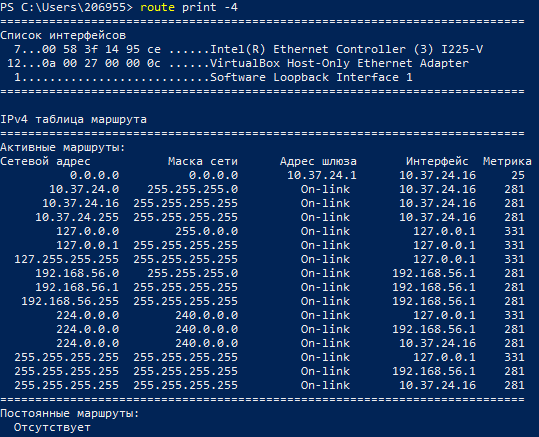 PS C:\Users\206955> route print -4
===========================================================================
Список интерфейсов
  7...00 58 3f 14 95 ce ......Intel(R) Ethernet Controller (3) I225-V
 12...0a 00 27 00 00 0c ......VirtualBox Host-Only Ethernet Adapter
  1...........................Software Loopback Interface 1
===========================================================================
IPv4 таблица маршрута
===========================================================================
Активные маршруты:
Сетевой адрес           Маска сети      Адрес шлюза       Интерфейс  Метрика
          0.0.0.0          0.0.0.0       10.37.24.1      10.37.24.16     25
       10.37.24.0    255.255.255.0         On-link       10.37.24.16    281
      10.37.24.16  255.255.255.255         On-link       10.37.24.16    281
     10.37.24.255  255.255.255.255         On-link       10.37.24.16    281
        127.0.0.0        255.0.0.0         On-link         127.0.0.1    331
        127.0.0.1  255.255.255.255         On-link         127.0.0.1    331
  127.255.255.255  255.255.255.255         On-link         127.0.0.1    331
     192.168.56.0    255.255.255.0         On-link      192.168.56.1    281
     192.168.56.1  255.255.255.255         On-link      192.168.56.1    281
   192.168.56.255  255.255.255.255         On-link      192.168.56.1    281
        224.0.0.0        240.0.0.0         On-link         127.0.0.1    331
        224.0.0.0        240.0.0.0         On-link      192.168.56.1    281
        224.0.0.0        240.0.0.0         On-link       10.37.24.16    281
  255.255.255.255  255.255.255.255         On-link         127.0.0.1    331
  255.255.255.255  255.255.255.255         On-link      192.168.56.1    281
  255.255.255.255  255.255.255.255         On-link       10.37.24.16    281
===========================================================================
Постоянные маршруты:
  Отсутствует